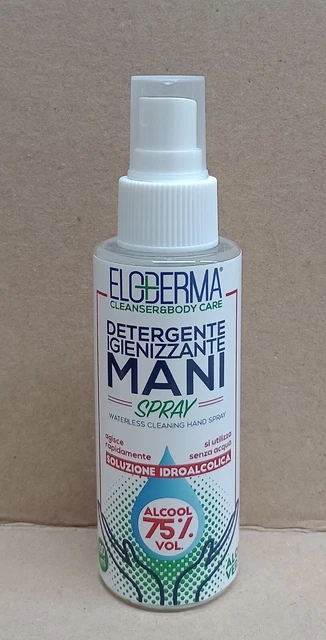 ELODERMA®
CLEANSER&BODY CARE
DETERGENTE
IGIENIZZANTE
MANI
SPRAY
WATERLESS CLEANING HAND SPRAY
agisce
rapidamente
si utilizza
senza acqua
SOLUZIONE IDROALCOLICA
ALCOOL
75%
VOL.